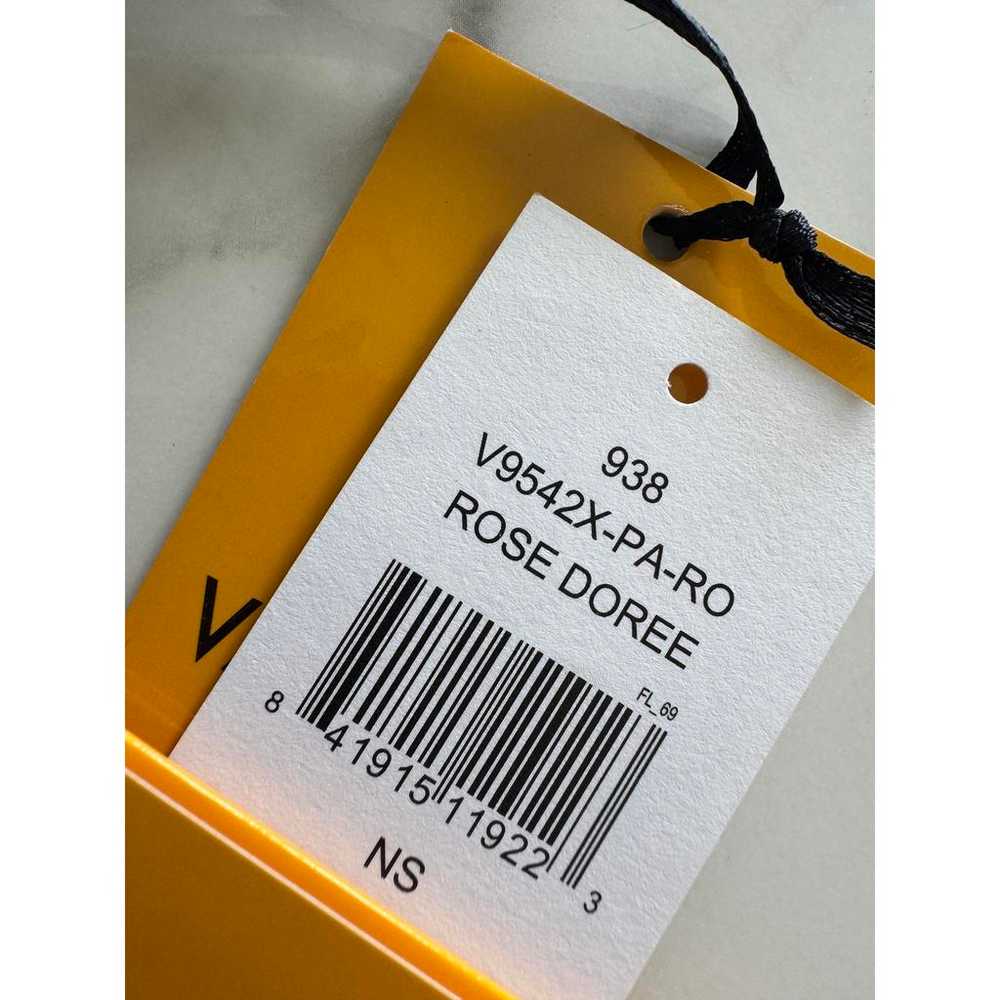 938
V9542X-PA-RO
ROSE DOREE
FL_69
8 41915 11922 3
NS
V